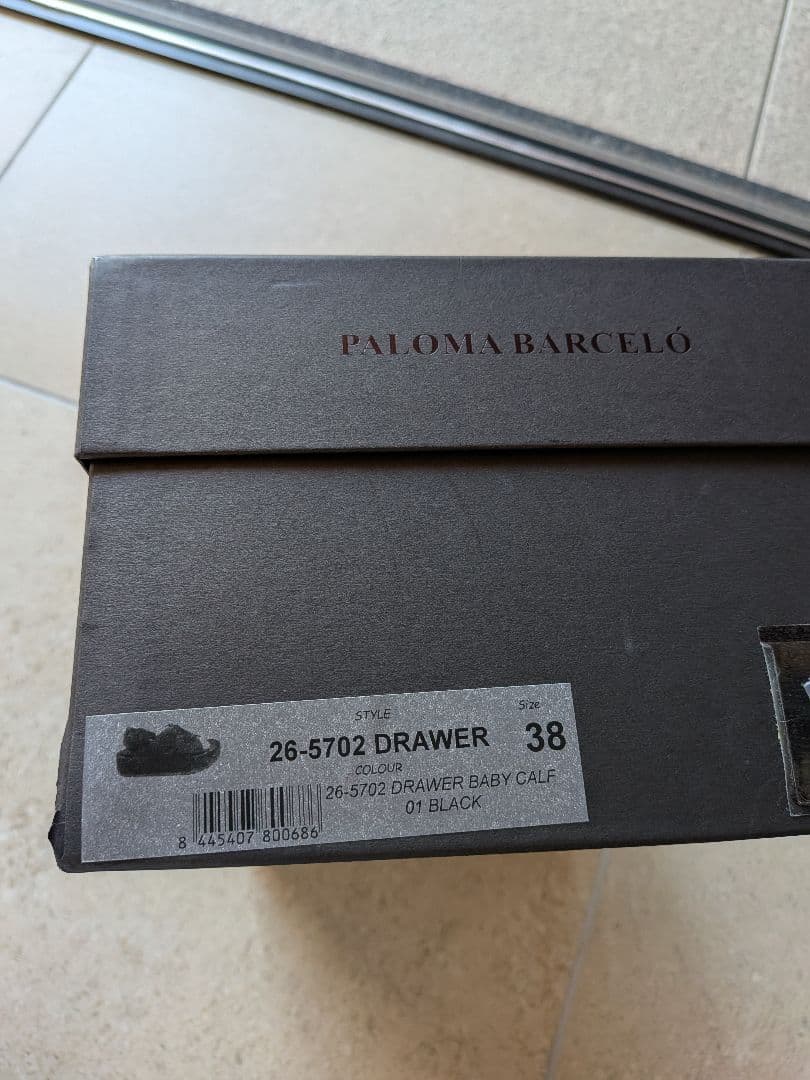 PALOMA BARCELÓ
STYLE
Size
26-5702 DRAWER
38
COLOUR
26-5702 DRAWER BABY CALF
01 BLACK
8 445407 800686